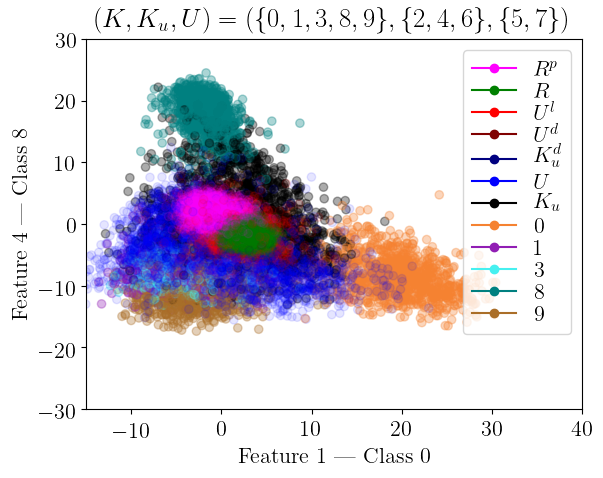 (K, K_u, U) = ({0, 1, 3, 8, 9}, {2, 4, 6}, {5, 7})
30
20
10
0
−10
−20
−30
Feature 4 — Class 8
−10
0
10
20
30
40
Feature 1 — Class 0
R^p
R
U^l
U^d
K_u^d
U
K_u
0
1
3
8
9